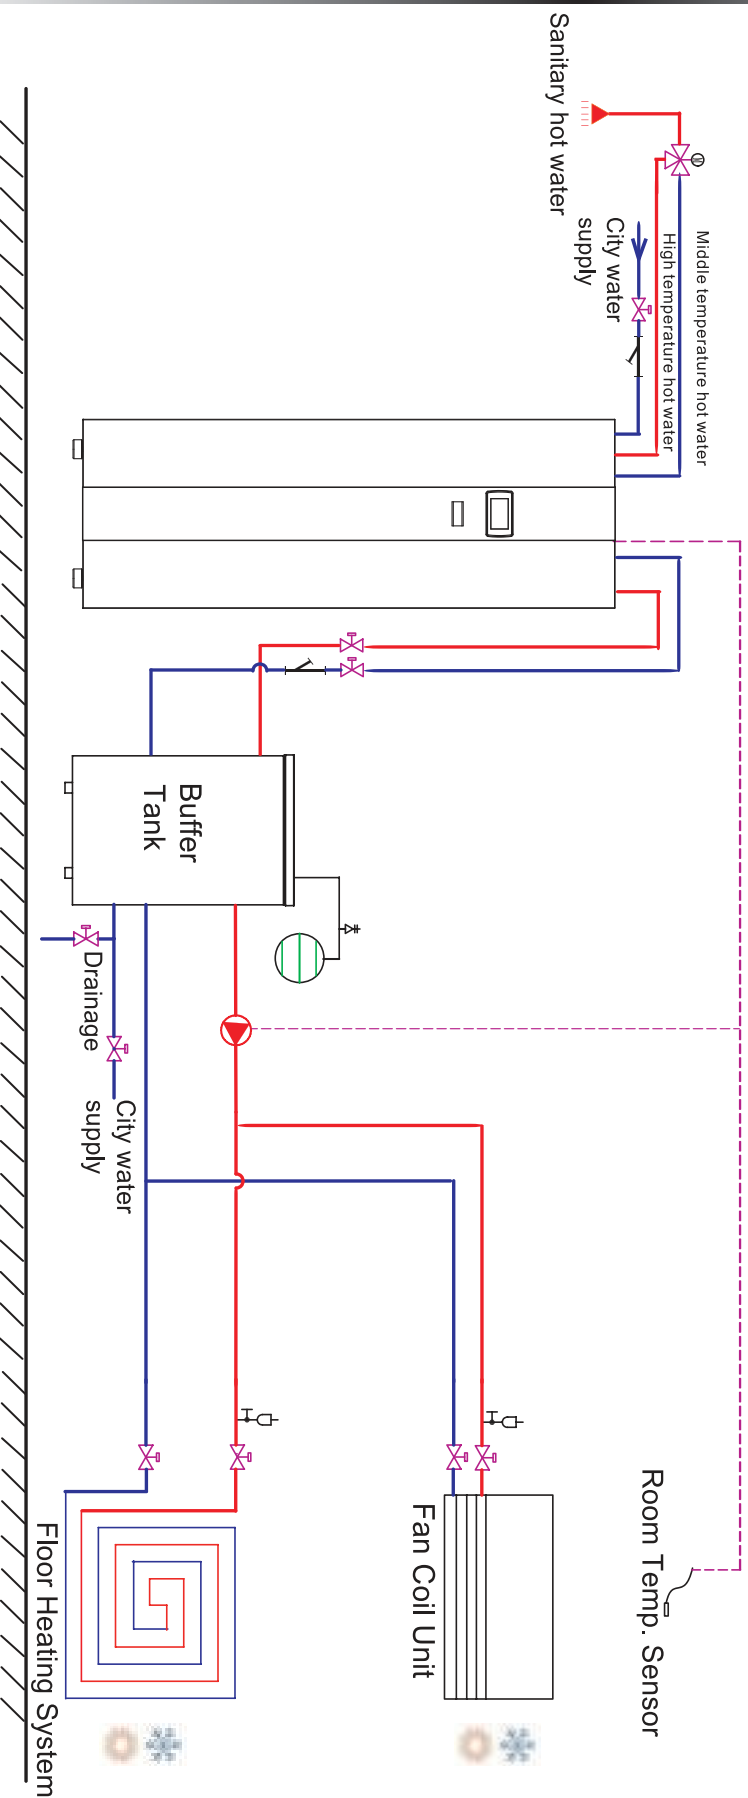 Sanitary hot water
City water
supply
Middle temperature hot water
High temperature hot water
Buffer
Tank
Drainage
City water
supply
Room Temp. Sensor
Fan Coil Unit
Floor Heating System